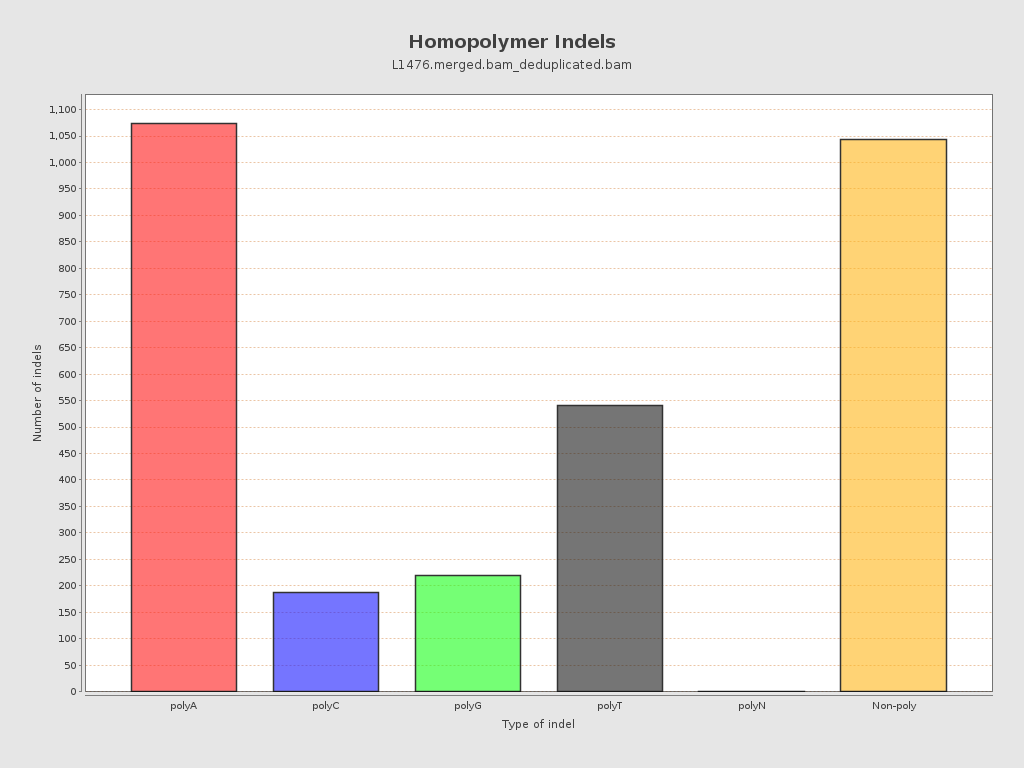 Homopolymer Indels
L1476.merged.bam_deduplicated.bam
Number of indels
1,100
1,050
1,000
950
900
850
800
750
700
650
600
550
500
450
400
350
300
250
200
150
100
50
0
polyA
polyC
polyG
polyT
polyN
Non-poly
Type of indel